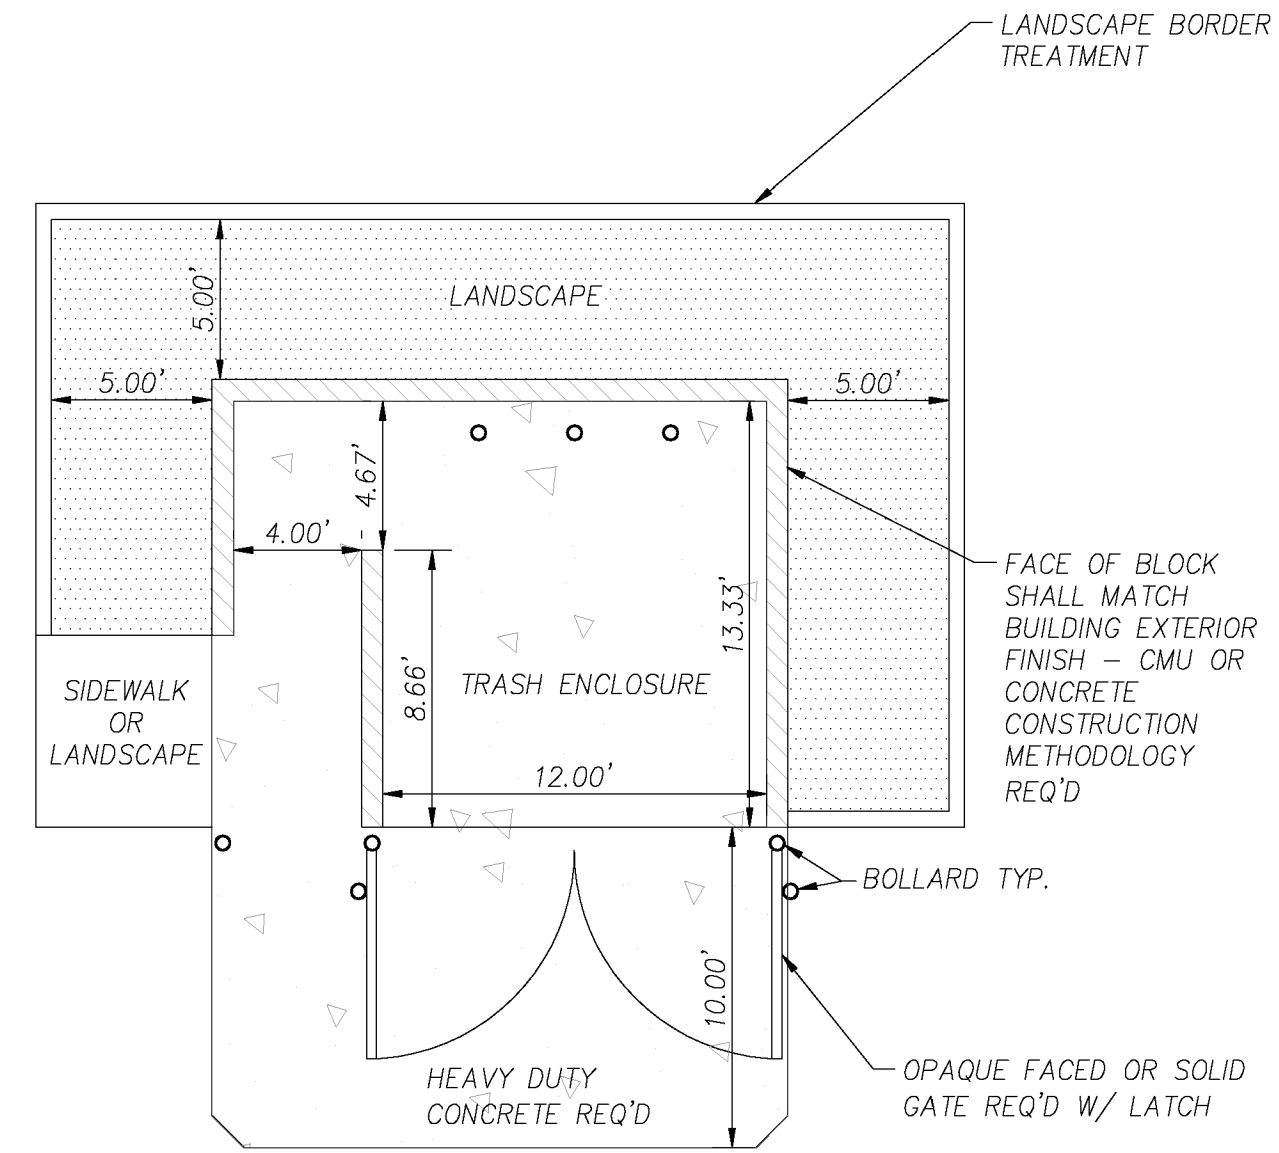 LANDSCAPE BORDER
TREATMENT
LANDSCAPE
5.00'
5.00'
5.00'
4.67'
4.00'
FACE OF BLOCK
SHALL MATCH
BUILDING EXTERIOR
FINISH – CMU OR
CONCRETE
CONSTRUCTION
METHODOLOGY
REQ'D
13.33'
8.66'
TRASH ENCLOSURE
SIDEWALK
OR
LANDSCAPE
12.00'
BOLLARD TYP.
10.00'
HEAVY DUTY
CONCRETE REQ'D
OPAQUE FACED OR SOLID
GATE REQ'D W/ LATCH